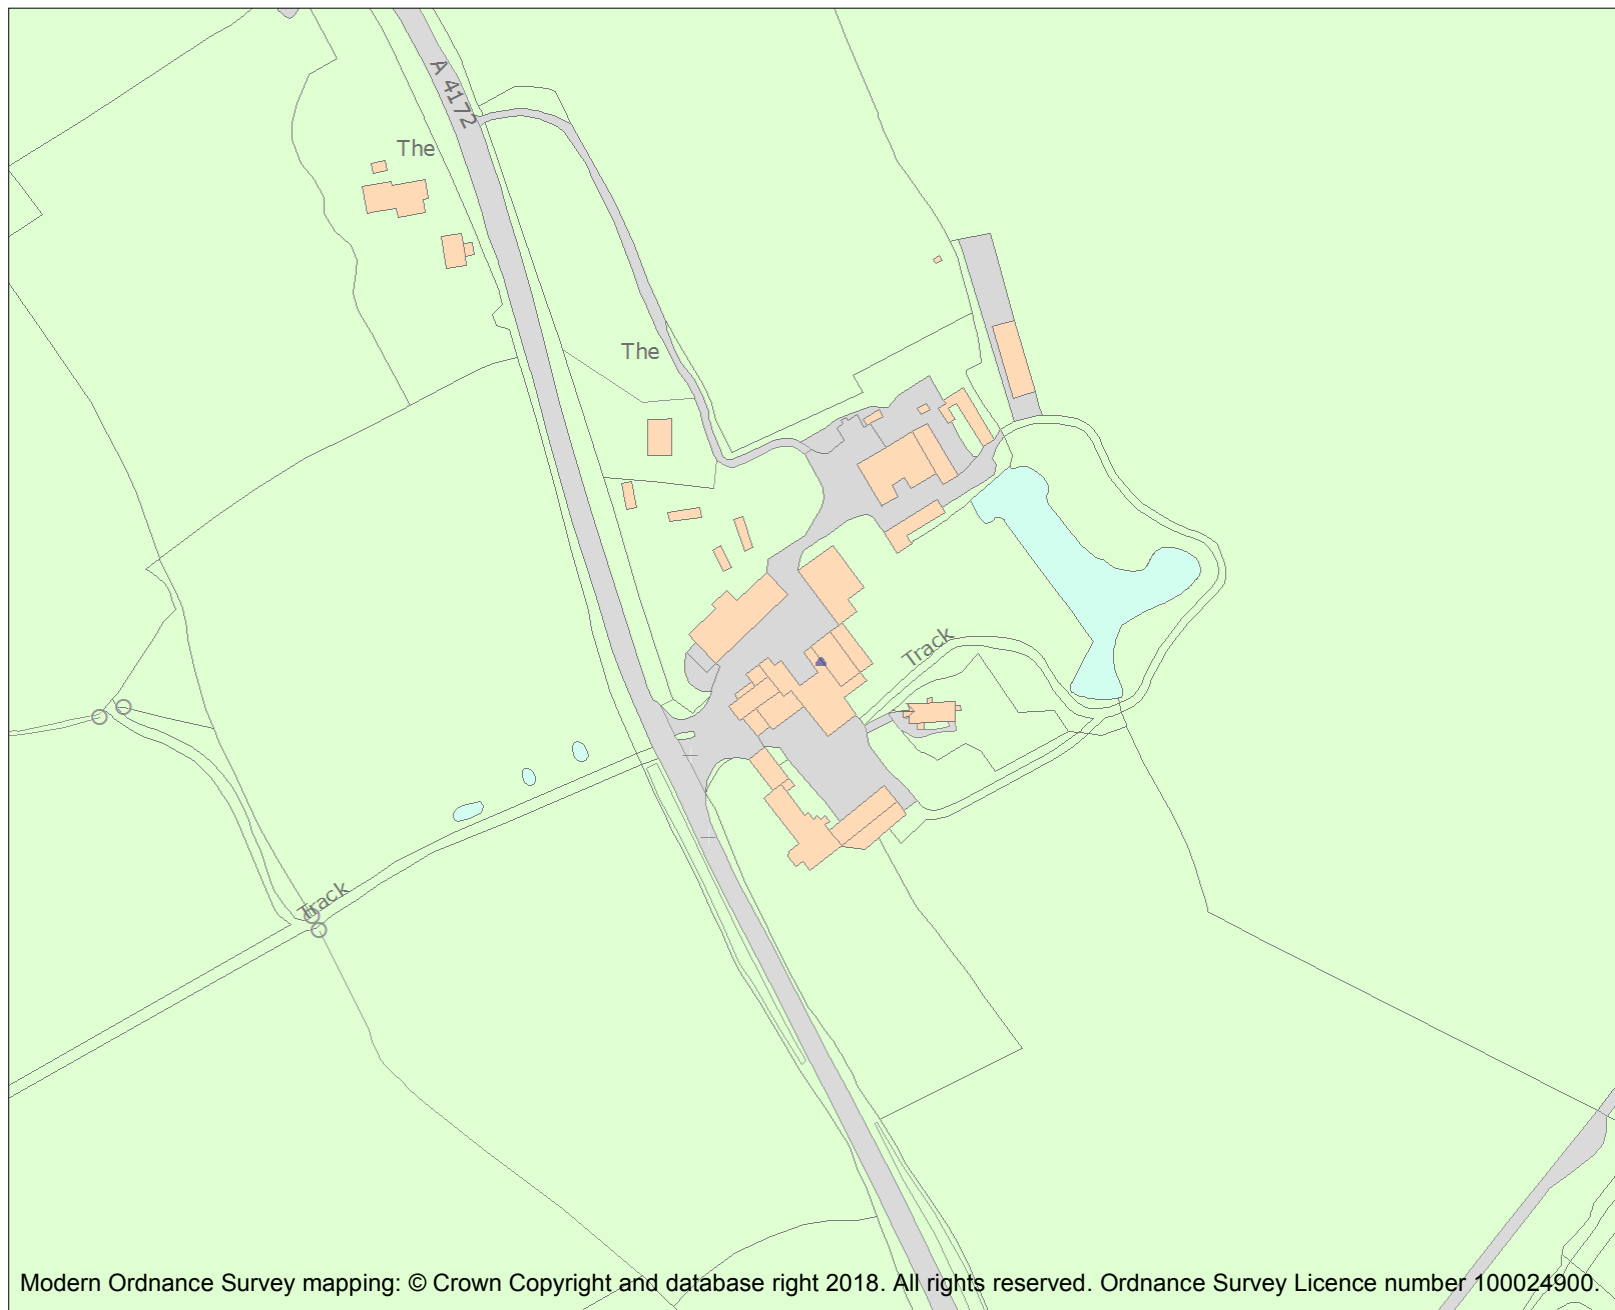 A 4172
The
The
Track
Track
Modern Ordnance Survey mapping: © Crown Copyright and database right 2018. All rights reserved. Ordnance Survey Licence number 100024900.